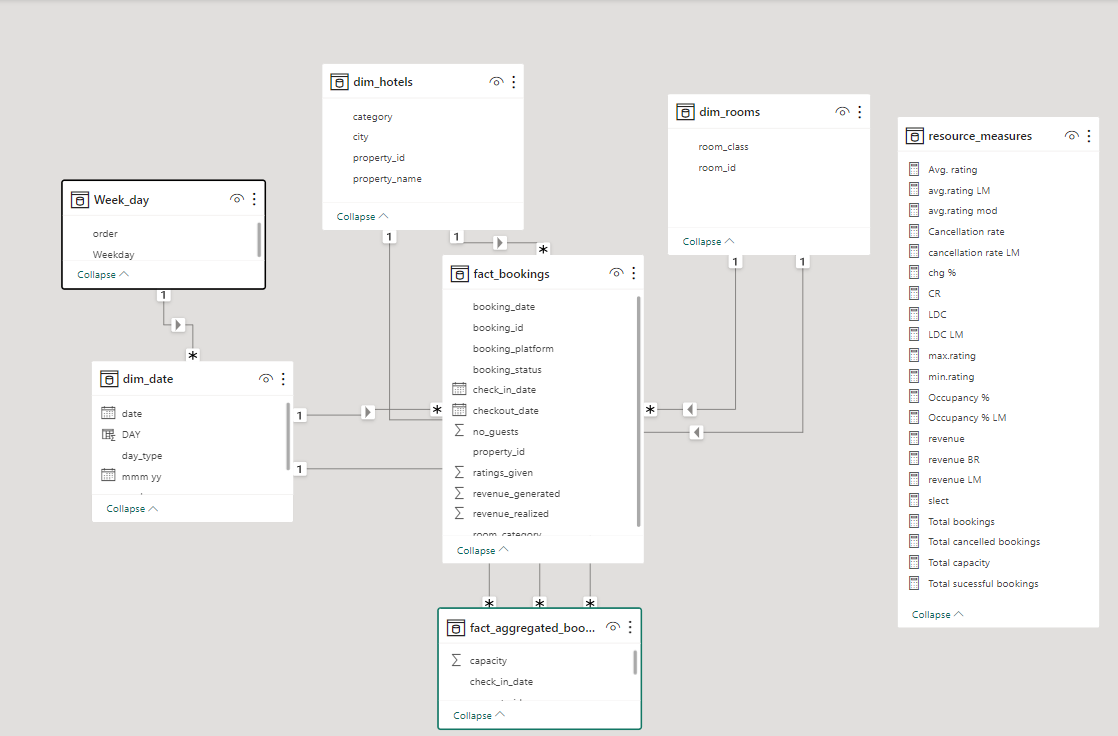 dim_hotels
category
city
property_id
property_name
Collapse
1
1
*
dim_rooms
room_class
room_id
Collapse
1
1
resource_measures
Avg. rating
avg.rating LM
avg.rating mod
Cancellation rate
cancellation rate LM
chg %
CR
LDC
LDC LM
max.rating
min.rating
Occupancy %
Occupancy % LM
revenue
revenue BR
revenue LM
slect
Total bookings
Total cancelled bookings
Total capacity
Total sucessful bookings
Collapse
Week_day
order
Weekday
Collapse
1
*
dim_date
date
DAY
day_type
mmm yy
Collapse
1
1
*
*
fact_bookings
booking_date
booking_id
booking_platform
booking_status
check_in_date
checkout_date
no_guests
property_id
ratings_given
revenue_generated
revenue_realized
room_category
Collapse
* * *
fact_aggregated_boo...
capacity
check_in_date
Collapse